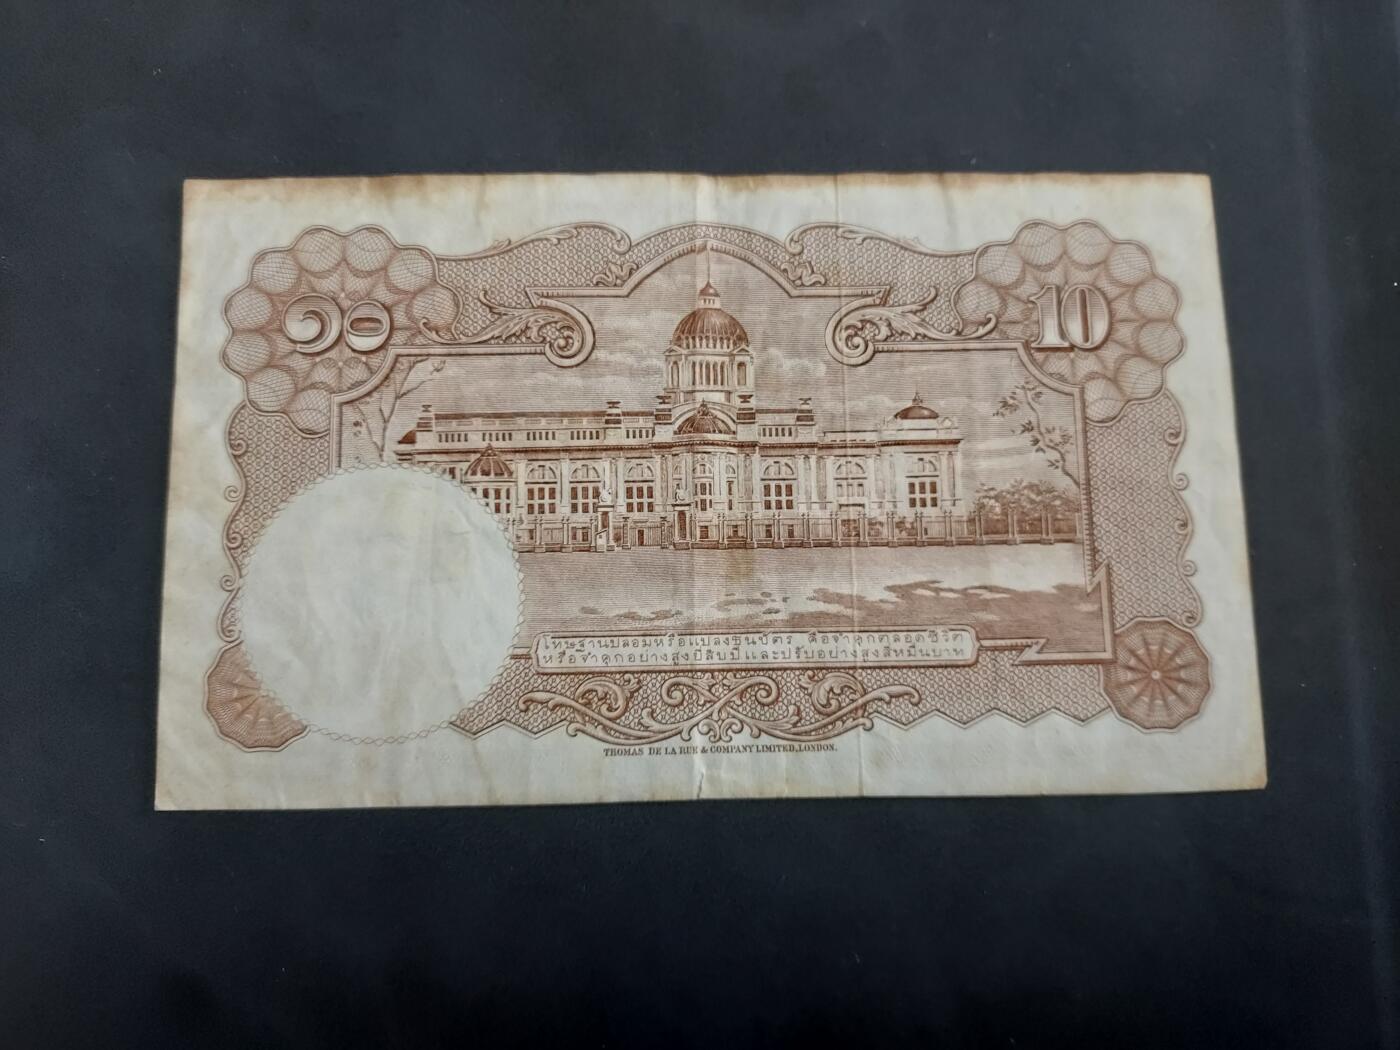 ๑๐
10
โทษฐานปลอมหรือแปลงธนบัตร คือจำคุกตลอดชีวิต
หรือจำคุกอย่างสูงยี่สิบปีและปรับอย่างสูงสี่หมื่นบาท
THOMAS DE LA RUE & COMPANY LIMITED, LONDON.